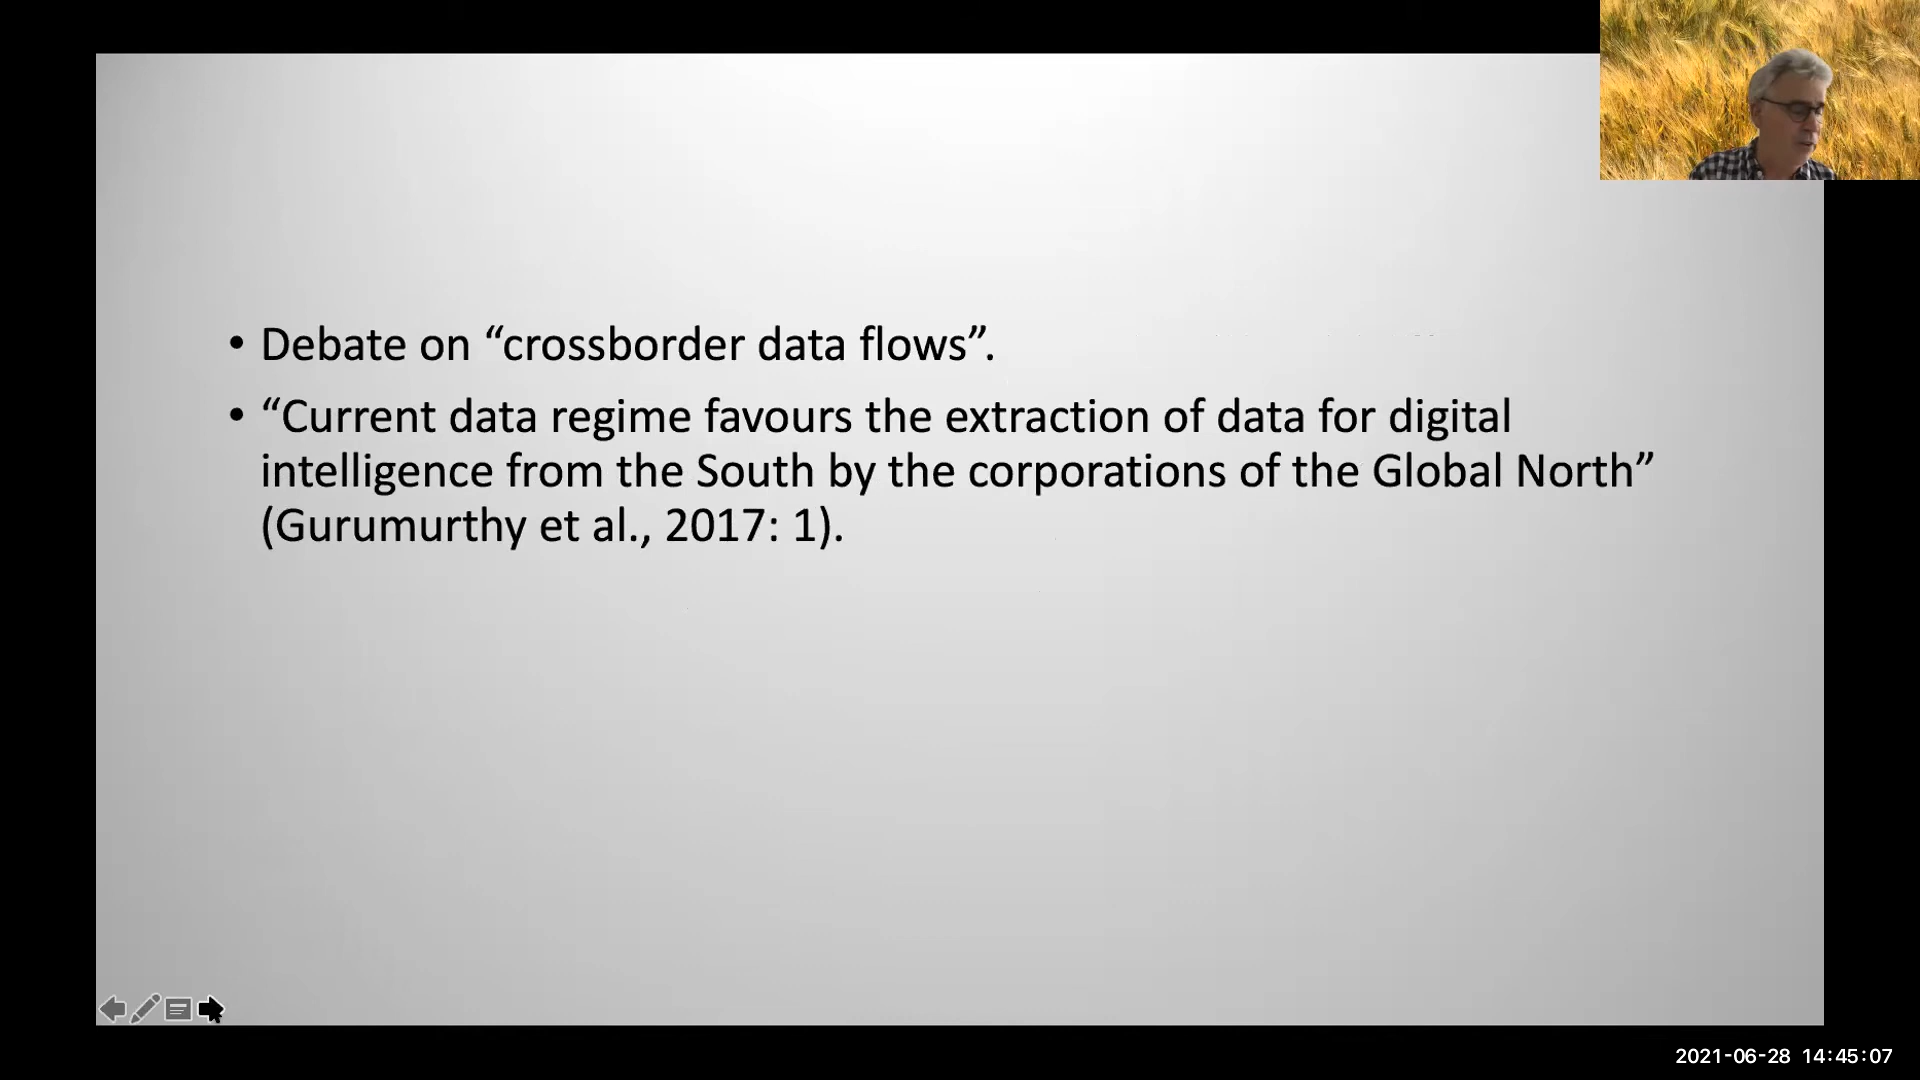 • Debate on “crossborder data flows”.
• “Current data regime favours the extraction of data for digital
intelligence from the South by the corporations of the Global North”
(Gurumurthy et al., 2017: 1).
2021-06-28 14:45:07